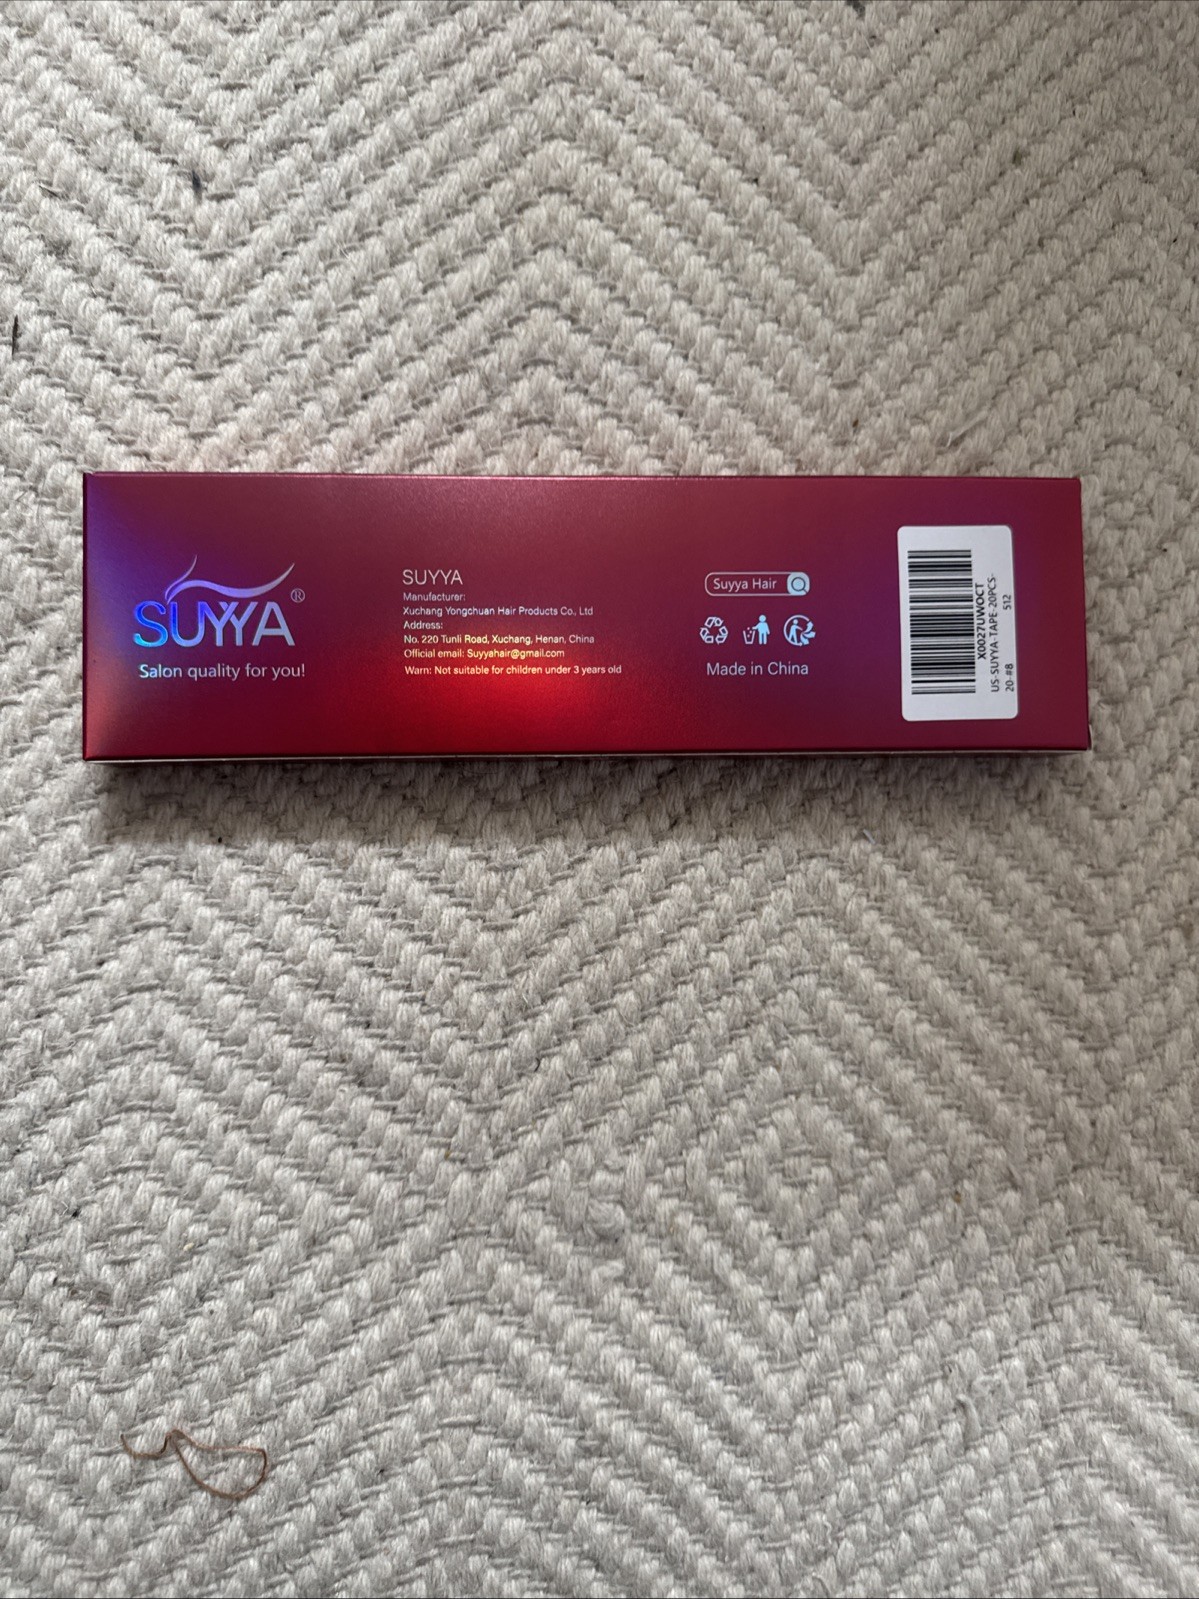 SUYYA®
Salon quality for you!
SUYYA
Manufacturer:
Xuchang Yongchuan Hair Products Co., Ltd
Address:
No. 220 Tunli Road, Xuchang, Henan, China
Official email: Suyyahair@gmail.com
Warn: Not suitable for children under 3 years old
Suyya Hair
Made in China
X0027UWOCT
US-SUYYA-TAPE-20PCS-
20-#8 512